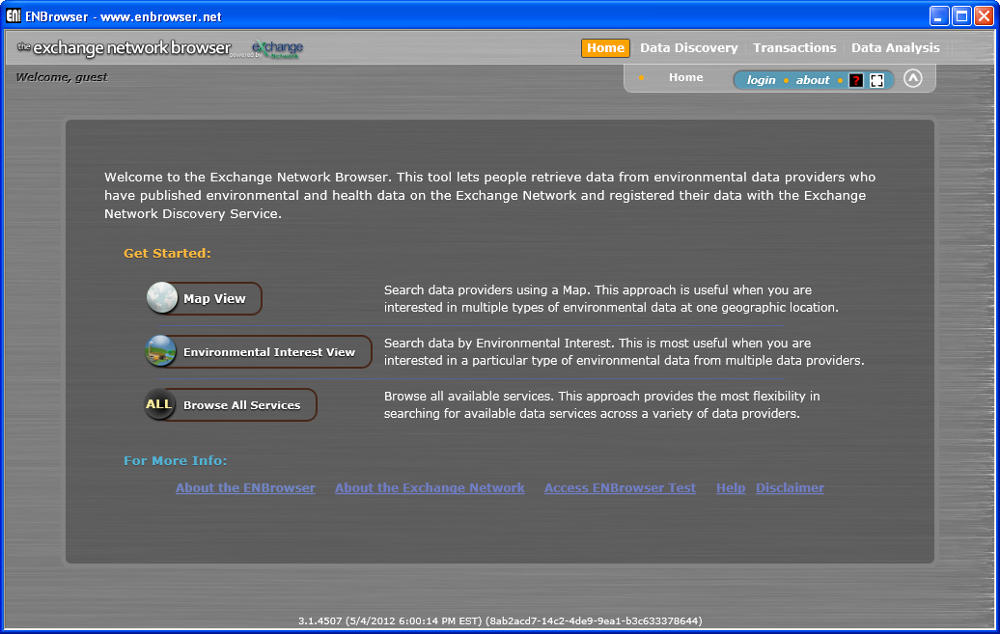 ENBrowser - www.enbrowser.net
the exchange network browser powered by eXchange Network
Home Data Discovery Transactions Data Analysis
Welcome, guest
Home login about ?
Welcome to the Exchange Network Browser. This tool lets people retrieve data from environmental data providers who
have published environmental and health data on the Exchange Network and registered their data with the Exchange
Network Discovery Service.
Get Started:
Map View
Search data providers using a Map. This approach is useful when you are
interested in multiple types of environmental data at one geographic location.
Environmental Interest View
Search data by Environmental Interest. This is most useful when you are
interested in a particular type of environmental data from multiple data providers.
ALL Browse All Services
Browse all available services. This approach provides the most flexibility in
searching for available data services across a variety of data providers.
For More Info:
About the ENBrowser About the Exchange Network Access ENBrowser Test Help Disclaimer
3.1.4507 (5/4/2012 6:00:14 PM EST) (8ab2acd7-14c2-4de9-9ea1-b3c633378644)